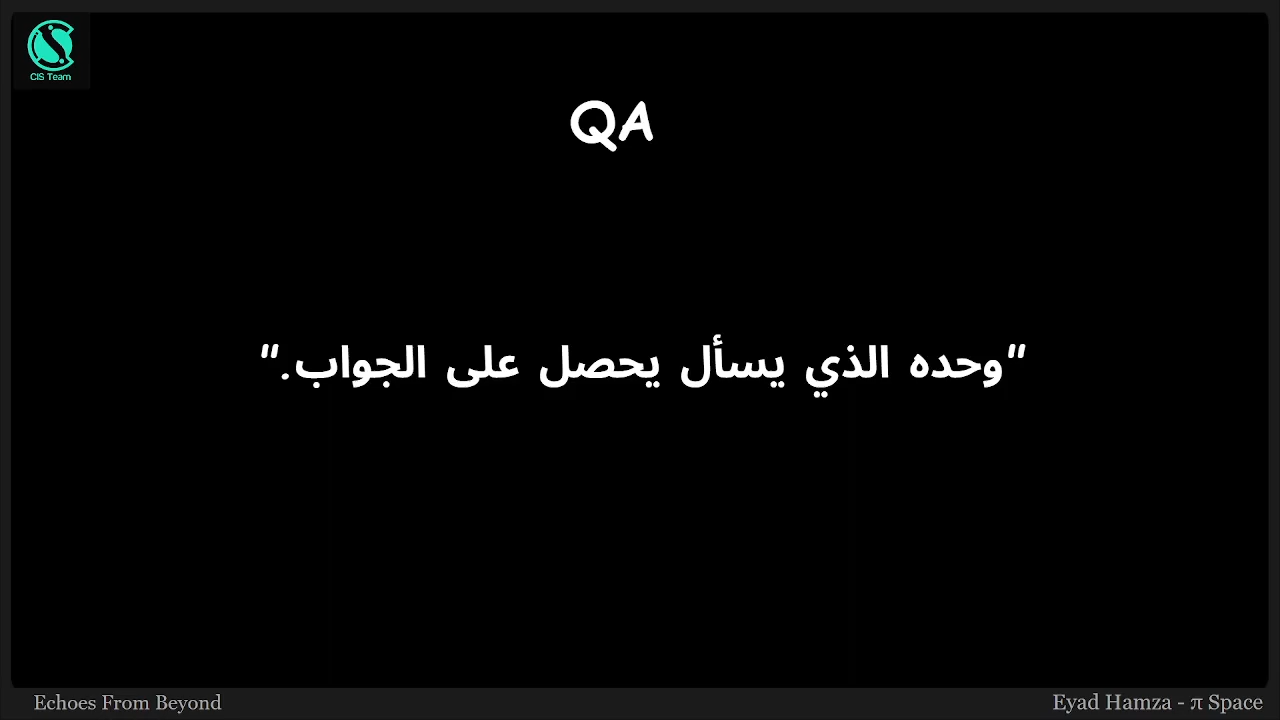 CIS Team
QA
"وحده الذي يسأل يحصل على الجواب."
Echoes From Beyond
Eyad Hamza - π Space